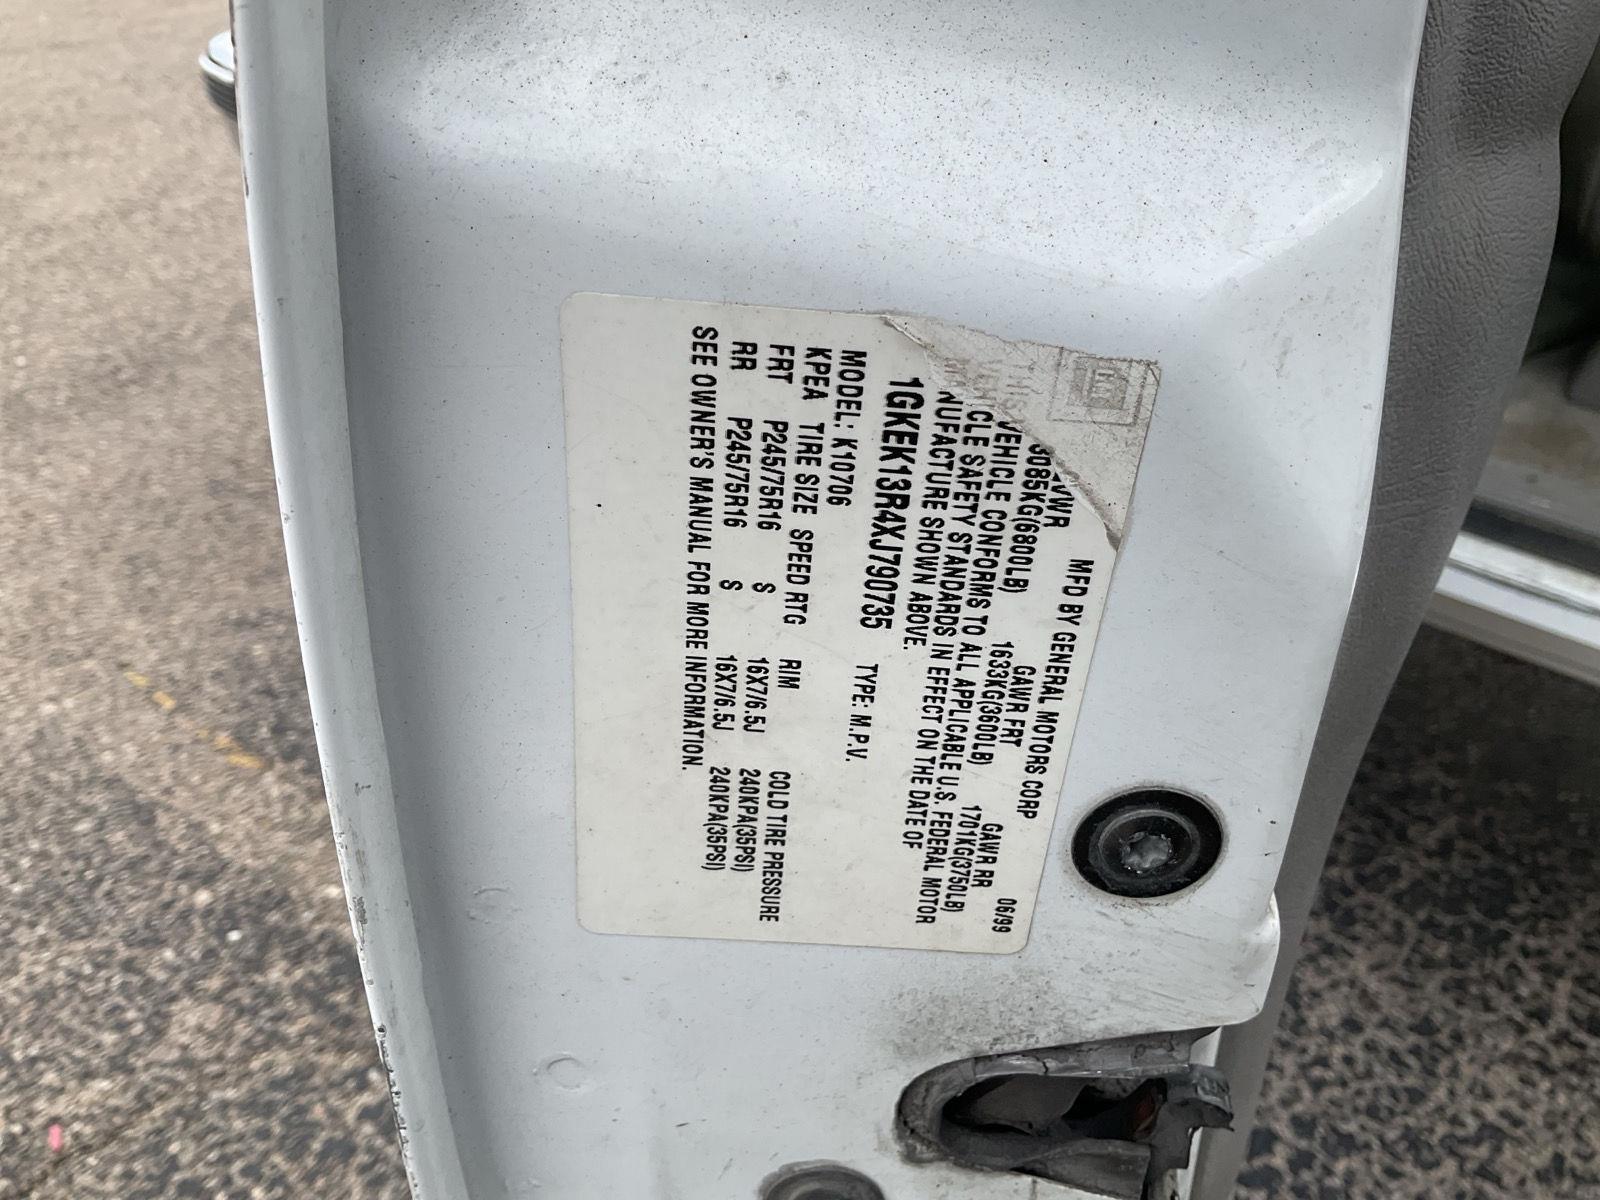 MFD BY GENERAL MOTORS CORP 06/99
GVWR GAWR FRT GAWR RR
3085KG(6800LB) 1633KG(3600LB) 1701KG(3750LB)
VEHICLE CONFORMS TO ALL APPLICABLE U.S. FEDERAL MOTOR
CLE SAFETY STANDARDS IN EFFECT ON THE DATE OF
NUFACTURE SHOWN ABOVE.
1GKEK13R4XJ790735 TYPE: M.P.V.
MODEL: K10706
KPEA TIRE SIZE SPEED RTG RIM COLD TIRE PRESSURE
FRT P245/75R16 S 16X7/6.5J 240KPA(35PSI)
RR P245/75R16 S 16X7/6.5J 240KPA(35PSI)
SEE OWNER'S MANUAL FOR MORE INFORMATION.